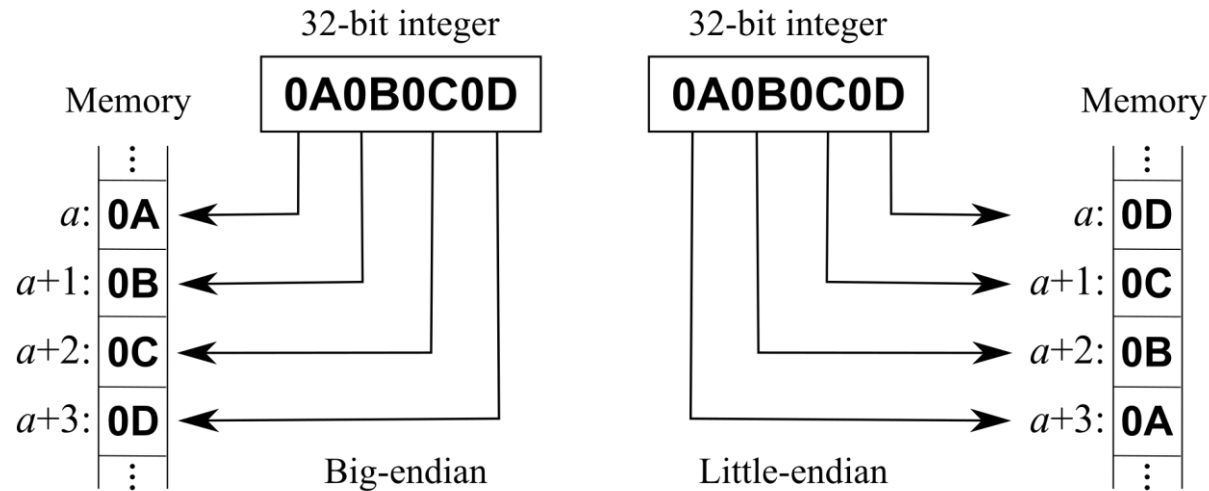 32-bit integer
0A0B0C0D
Memory
⋮
a: 0A
a+1: 0B
a+2: 0C
a+3: 0D
⋮
Big-endian
32-bit integer
0A0B0C0D
Memory
⋮
a: 0D
a+1: 0C
a+2: 0B
a+3: 0A
⋮
Little-endian